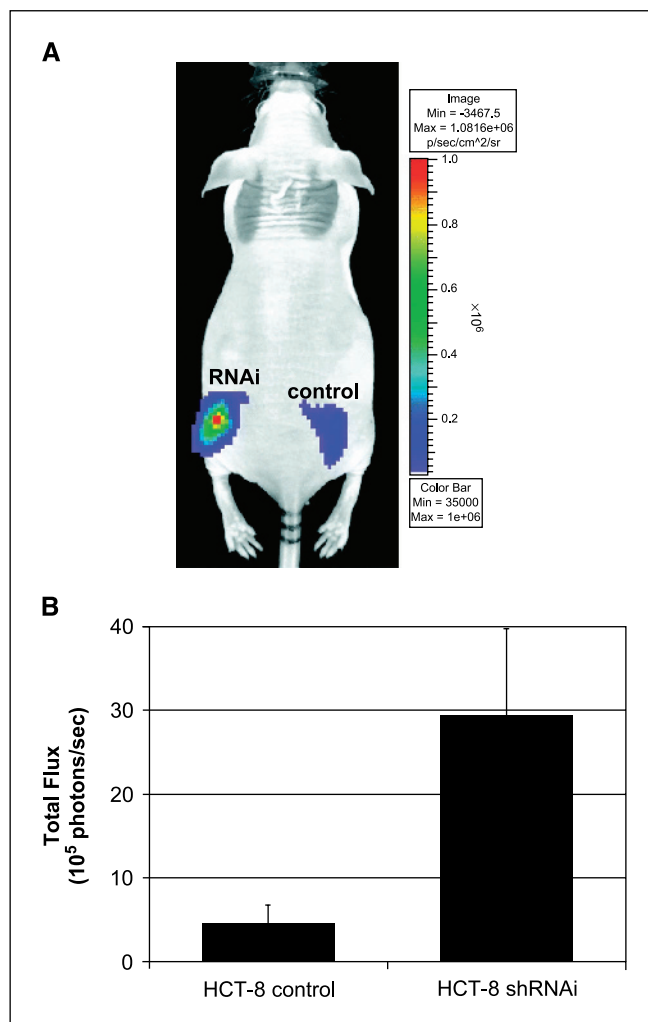 A
Image
Min = -3467.5
Max = 1.0816e+06
p/sec/cm^2/sr
1.0
0.8
0.6
×10⁶
0.4
0.2
RNAi
control
Color Bar
Min = 35000
Max = 1e+06
B
Total Flux
(10⁵ photons/sec)
40
30
20
10
0
HCT-8 control
HCT-8 shRNAi